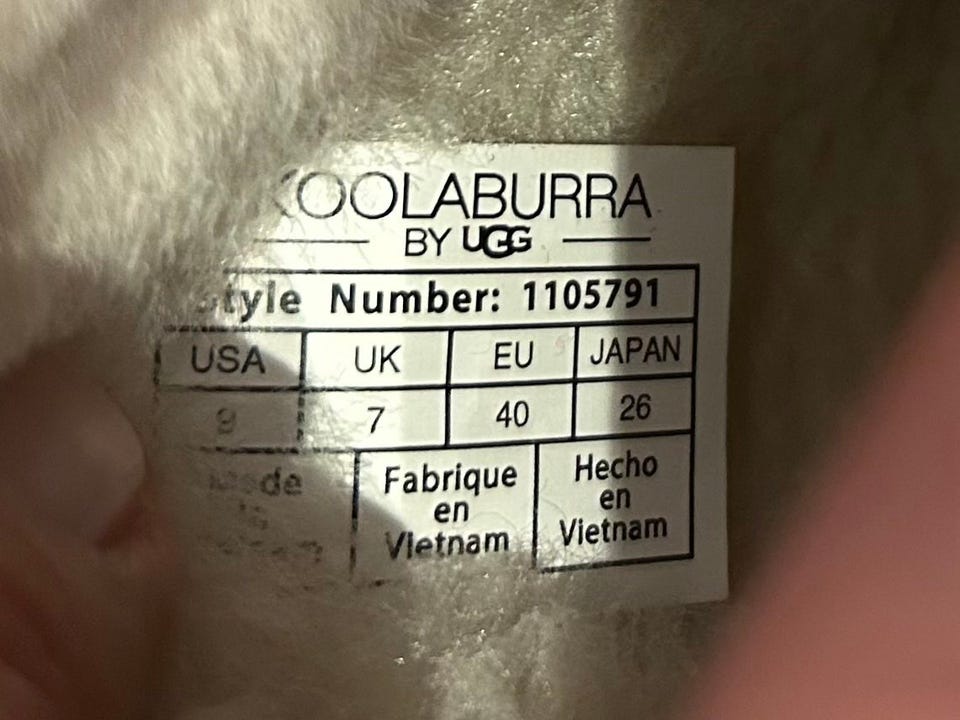 KOOLABURRA
BY UGG
Style Number: 1105791
USA UK EU JAPAN
9 7 40 26
Made
Fabrique en Vietnam
Hecho en Vietnam